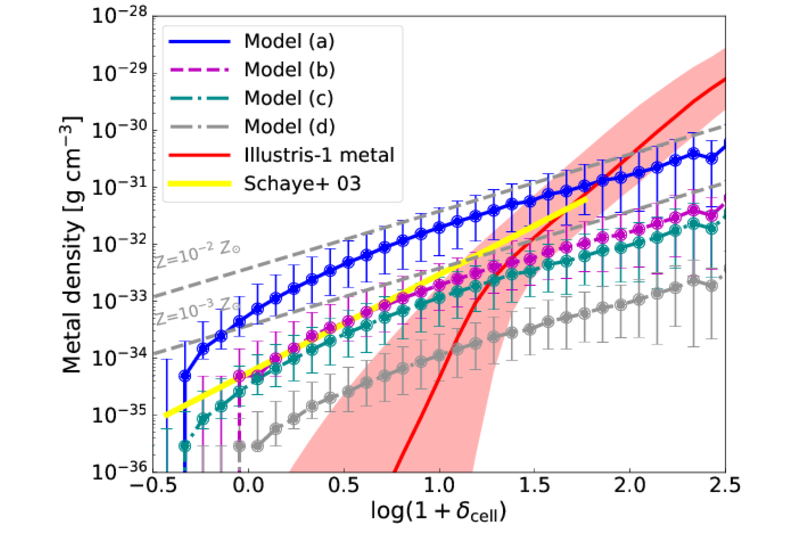 10⁻²⁸
10⁻²⁹
10⁻³⁰
10⁻³¹
10⁻³²
10⁻³³
10⁻³⁴
10⁻³⁵
10⁻³⁶
Metal density [g cm⁻³]
Model (a)
Model (b)
Model (c)
Model (d)
Illustris-1 metal
Schaye+ 03
Z=10⁻² Z⊙
Z=10⁻³ Z⊙
−0.5 0.0 0.5 1.0 1.5 2.0 2.5
log(1 + δcell)